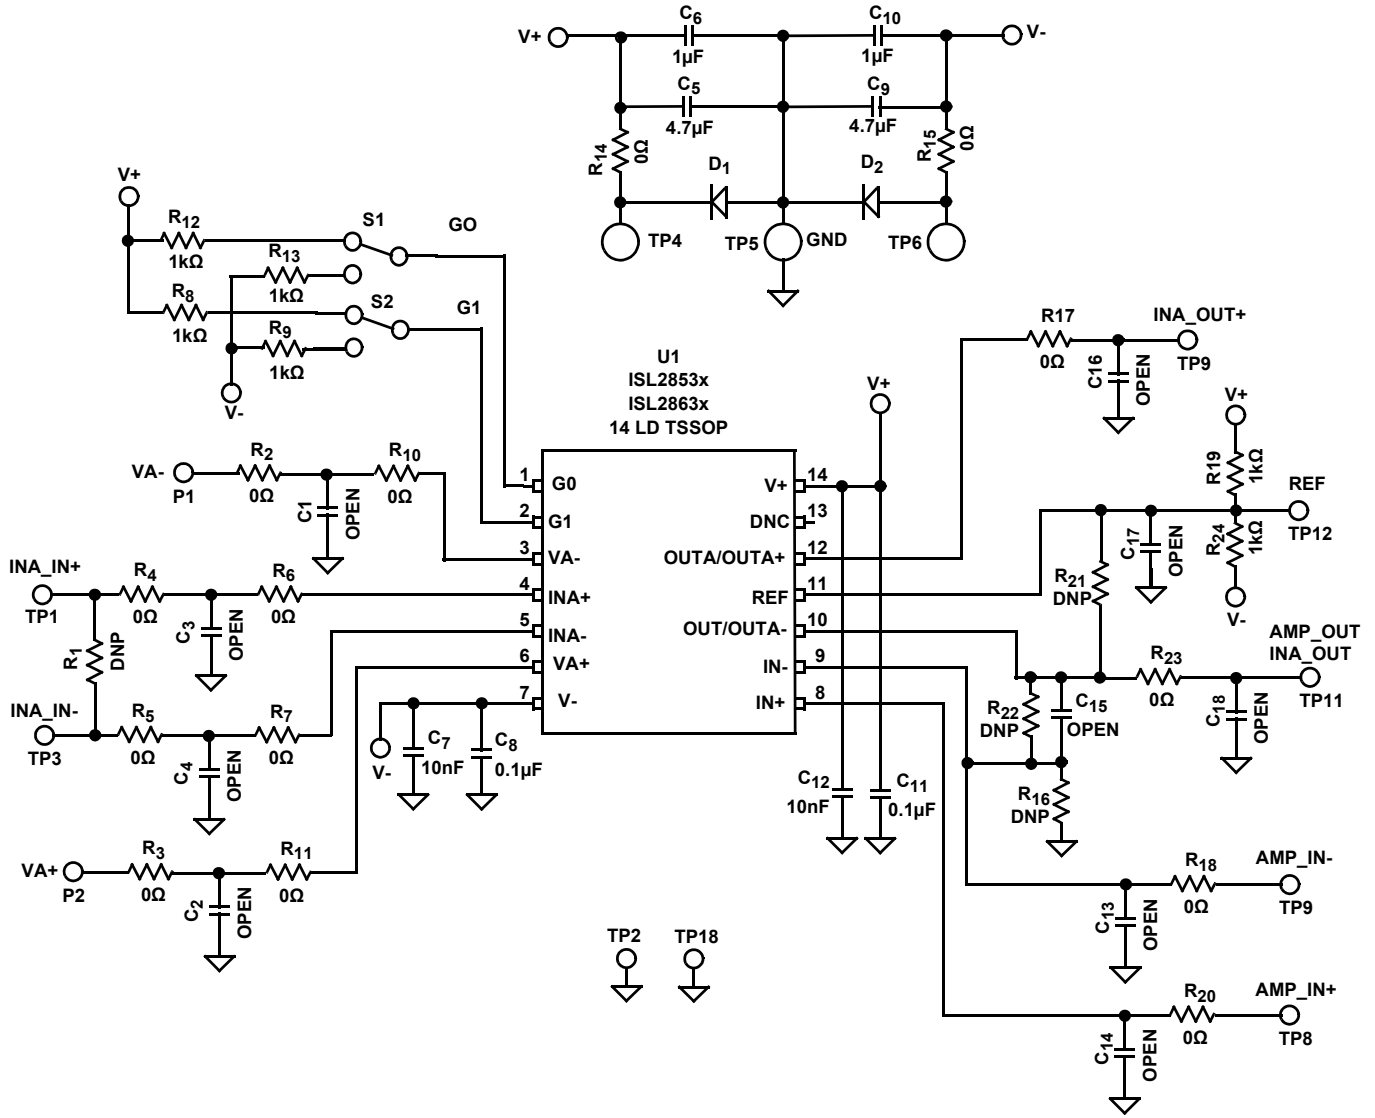 V+
C6
1µF
C10
1µF
V-
C5
4.7µF
C9
4.7µF
R14
0Ω
R15
0Ω
D1
D2
TP4
TP5
GND
TP6
V+
R12
1kΩ
S1
GO
R13
1kΩ
R8
1kΩ
S2
G1
R9
1kΩ
V-
U1
ISL2853x
ISL2863x
14 LD TSSOP
V+
R17
0Ω
C16
OPEN
INA_OUT+
TP9
VA-
P1
R2
0Ω
C1
OPEN
R10
0Ω
INA_IN+
TP1
R4
0Ω
C3
OPEN
R6
0Ω
R1
DNP
INA_IN-
TP3
R5
0Ω
C4
OPEN
R7
0Ω
VA+
P2
R3
0Ω
C2
OPEN
R11
0Ω
V-
C7
10nF
C8
0.1µF
1 G0
2 G1
3 VA-
4 INA+
5 INA-
6 VA+
7 V-
V+ 14
DNC 13
OUTA/OUTA+ 12
REF 11
OUT/OUTA- 10
IN- 9
IN+ 8
C12
10nF
C11
0.1µF
V+
R19
1kΩ
REF
TP12
R24
1kΩ
V-
C17
OPEN
R21
DNP
AMP_OUT
INA_OUT
TP11
R23
0Ω
C18
OPEN
R22
DNP
C15
OPEN
R16
DNP
AMP_IN-
TP9
R18
0Ω
C13
OPEN
AMP_IN+
TP8
R20
0Ω
C14
OPEN
TP2
TP18